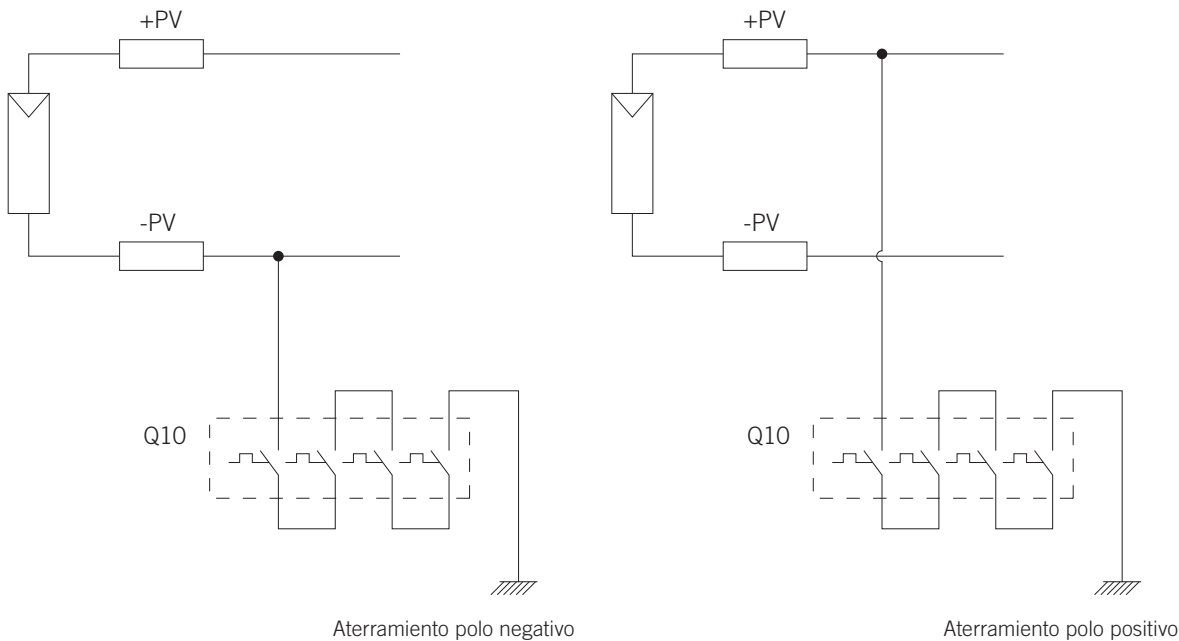 +PV
+PV
-PV
-PV
Q10
Q10
Aterramiento polo negativo
Aterramiento polo positivo